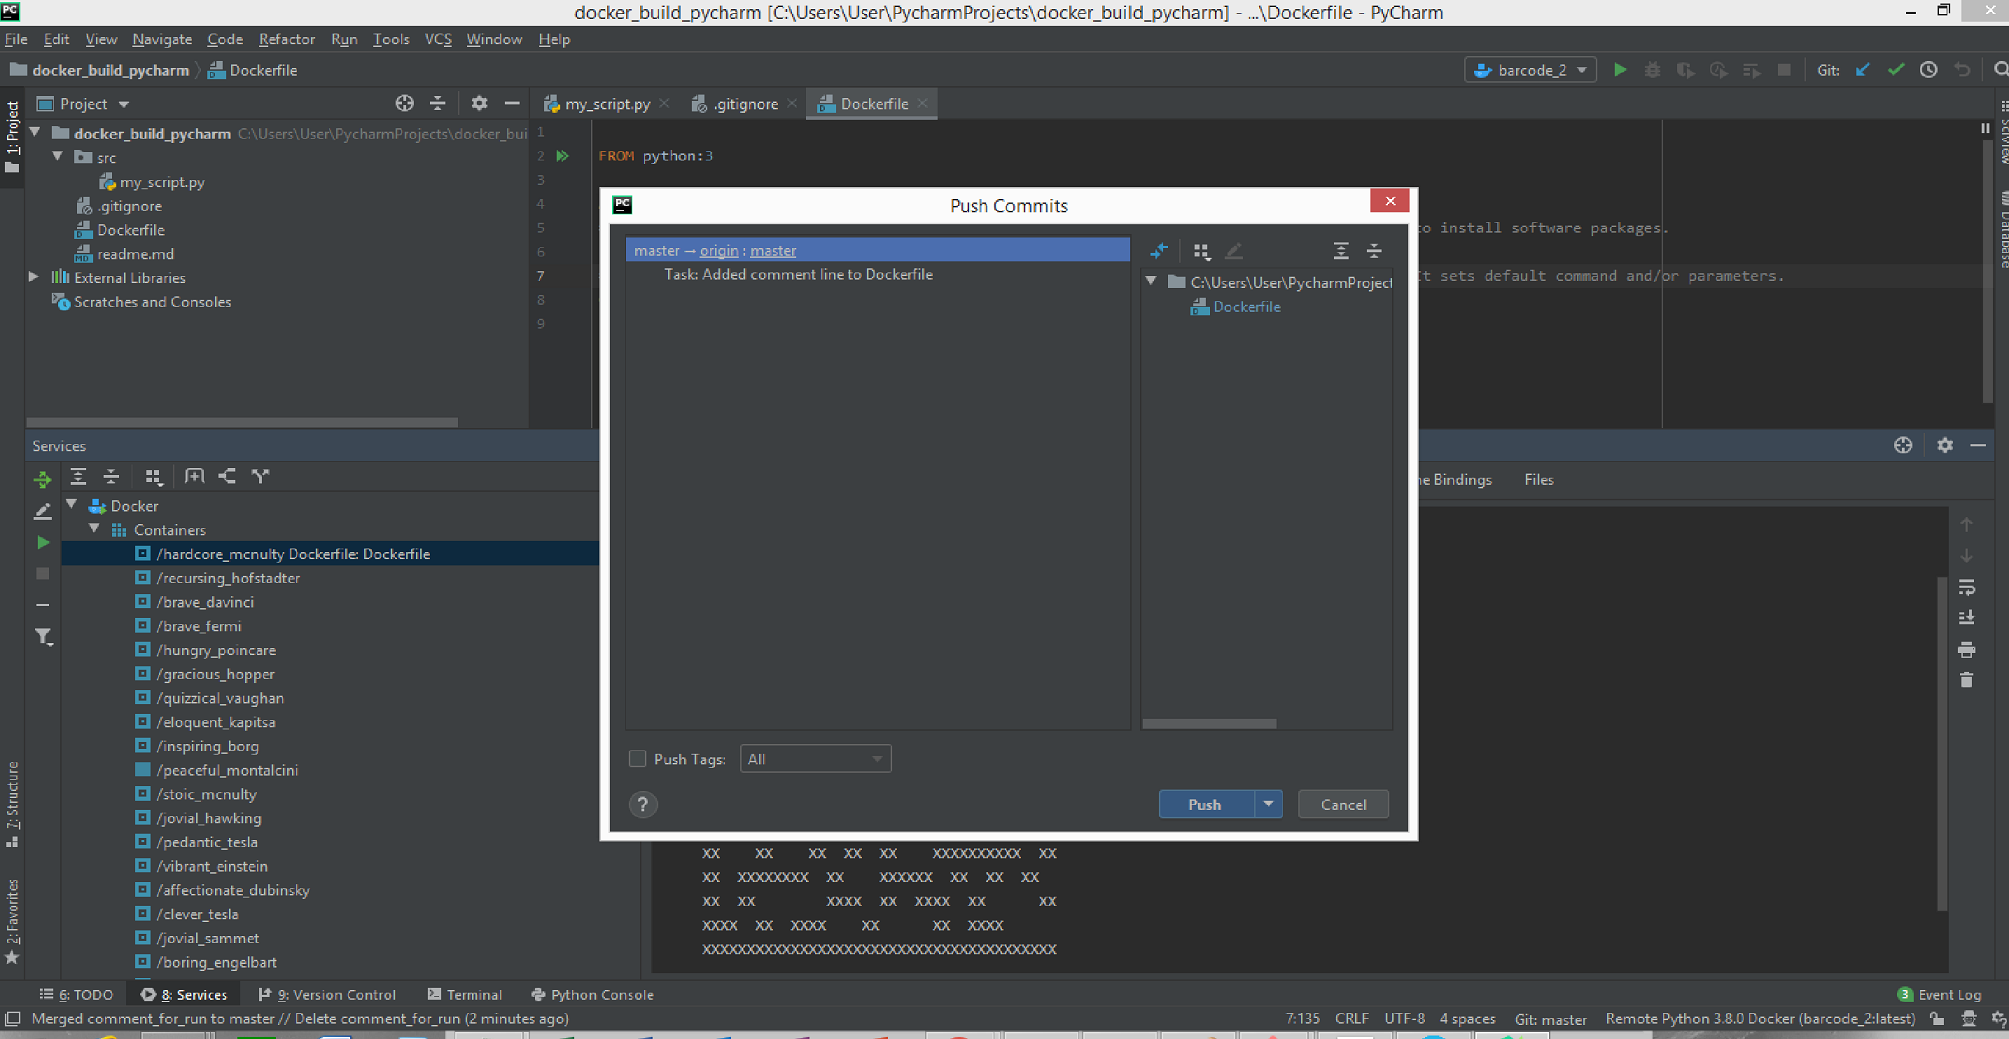 PC
docker_build_pycharm [C:\Users\User\PycharmProjects\docker_build_pycharm] - ...\Dockerfile - PyCharm
File Edit View Navigate Code Refactor Run Tools VCS Window Help
docker_build_pycharm Dockerfile
barcode_2 Git:
Project
my_script.py .gitignore Dockerfile
1: Project
docker_build_pycharm C:\Users\User\PycharmProjects\docker_bui
src
my_script.py
.gitignore
Dockerfile
readme.md
External Libraries
Scratches and Consoles
1
2 FROM python:3
3
4
5 to install software packages.
6
7 It sets default command and/or parameters.
8
9
SciView
Database
PC Push Commits
master → origin : master
Task: Added comment line to Dockerfile
C:\Users\User\PycharmProject
Dockerfile
Push Tags: All
? Push Cancel
Services
Docker
Containers
/hardcore_mcnulty Dockerfile: Dockerfile
/recursing_hofstadter
/brave_davinci
/brave_fermi
/hungry_poincare
/gracious_hopper
/quizzical_vaughan
/eloquent_kapitsa
/inspiring_borg
/peaceful_montalcini
/stoic_mcnulty
/jovial_hawking
/pedantic_tesla
/vibrant_einstein
/affectionate_dubinsky
/clever_tesla
/jovial_sammet
/boring_engelbart
Bindings Files
XX XX XX XX XX XXXXXXXXXX XX
XX XXXXXXXX XX XXXXXX XX XX XX
XX XX XXXX XX XXXX XX XX
XXXX XX XXXX XX XX XXXX
XXXXXXXXXXXXXXXXXXXXXXXXXXXXXXXXXXXXXXXX
7: Structure
2: Favorites
6: TODO 8: Services 9: Version Control Terminal Python Console 3 Event Log
Merged comment_for_run to master // Delete comment_for_run (2 minutes ago) 7:135 CRLF UTF-8 4 spaces Git: master Remote Python 3.8.0 Docker (barcode_2:latest)